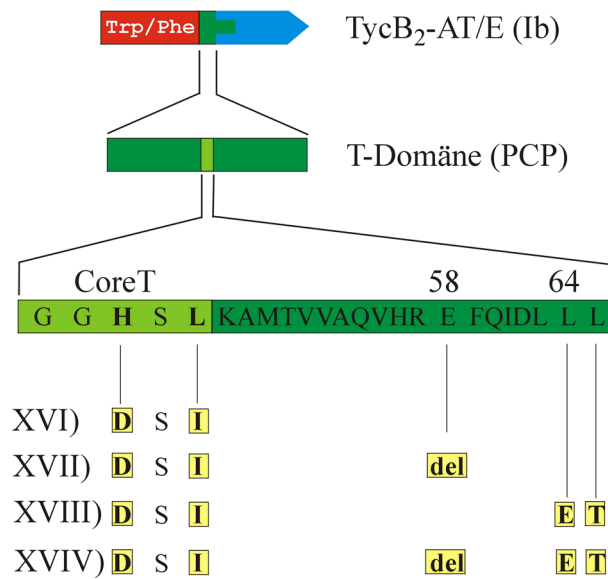 Trp/Phe TycB₂-AT/E (Ib)
T-Domäne (PCP)
CoreT 58 64
G G H S L KAMTVVAQVHR E FQIDL L L
XVI) D S I
XVII) D S I del
XVIII) D S I E T
XVIV) D S I del E T